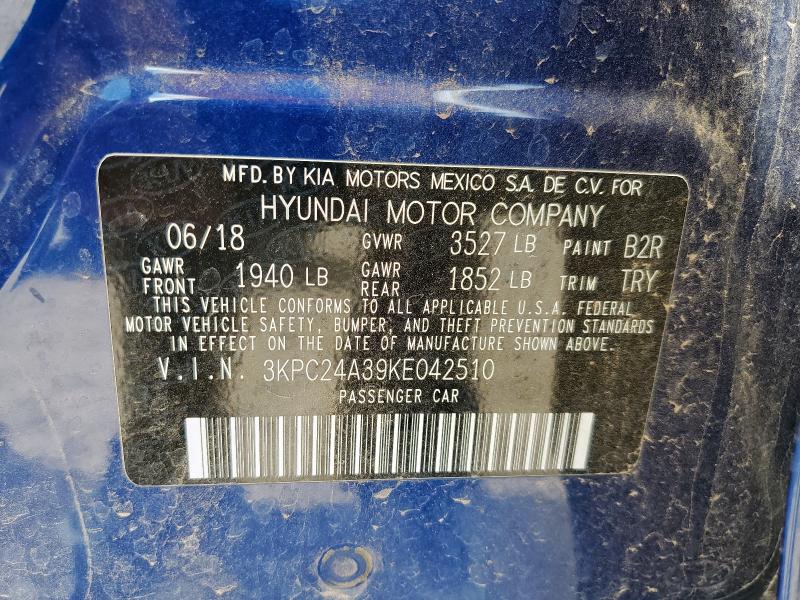 MFD. BY KIA MOTORS MEXICO S.A. DE C.V. FOR
HYUNDAI MOTOR COMPANY
06/18 GVWR 3527 LB PAINT B2R
GAWR FRONT 1940 LB GAWR REAR 1852 LB TRIM TRY
THIS VEHICLE CONFORMS TO ALL APPLICABLE U.S.A. FEDERAL
MOTOR VEHICLE SAFETY, BUMPER, AND THEFT PREVENTION STANDARDS
IN EFFECT ON THE DATE OF MANUFACTURE SHOWN ABOVE.
V.I.N. 3KPC24A39KE042510
PASSENGER CAR